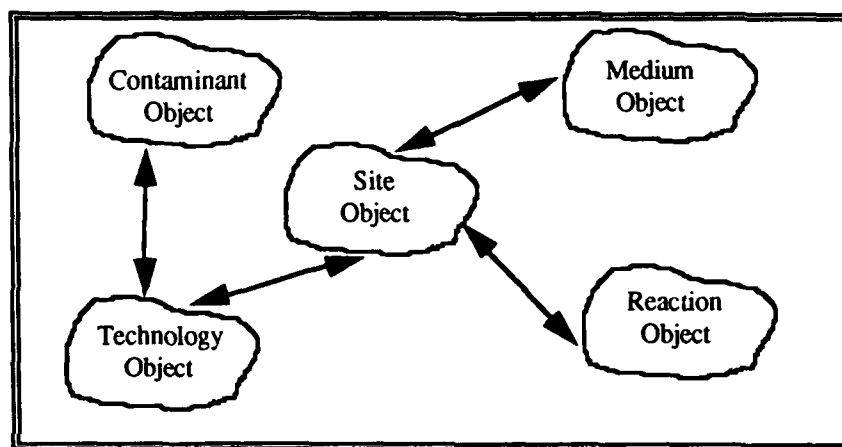 Contaminant
Object
Medium
Object
Site
Object
Technology
Object
Reaction
Object